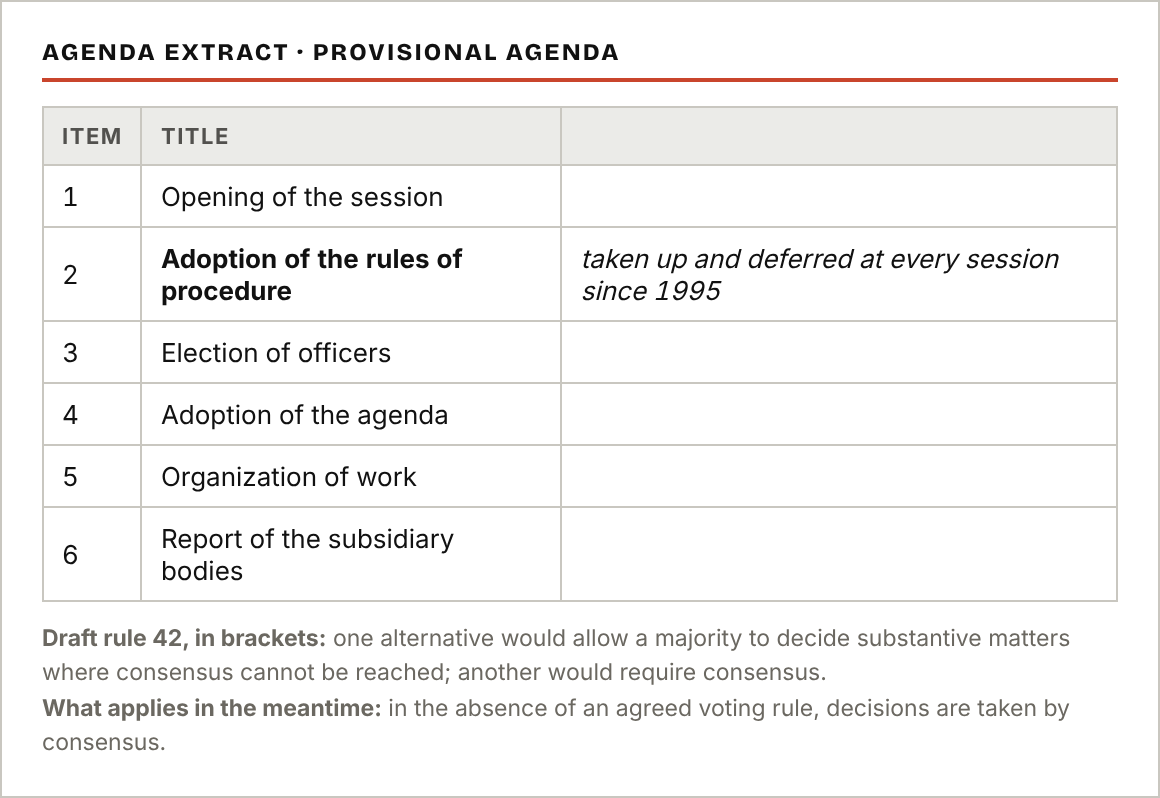 AGENDA EXTRACT · PROVISIONAL AGENDA
ITEM TITLE
1 Opening of the session
2 Adoption of the rules of
procedure
taken up and deferred at every session
since 1995
3 Election of officers
4 Adoption of the agenda
5 Organization of work
6 Report of the subsidiary
bodies
Draft rule 42, in brackets: one alternative would allow a majority to decide substantive matters
where consensus cannot be reached; another would require consensus.
What applies in the meantime: in the absence of an agreed voting rule, decisions are taken by
consensus.